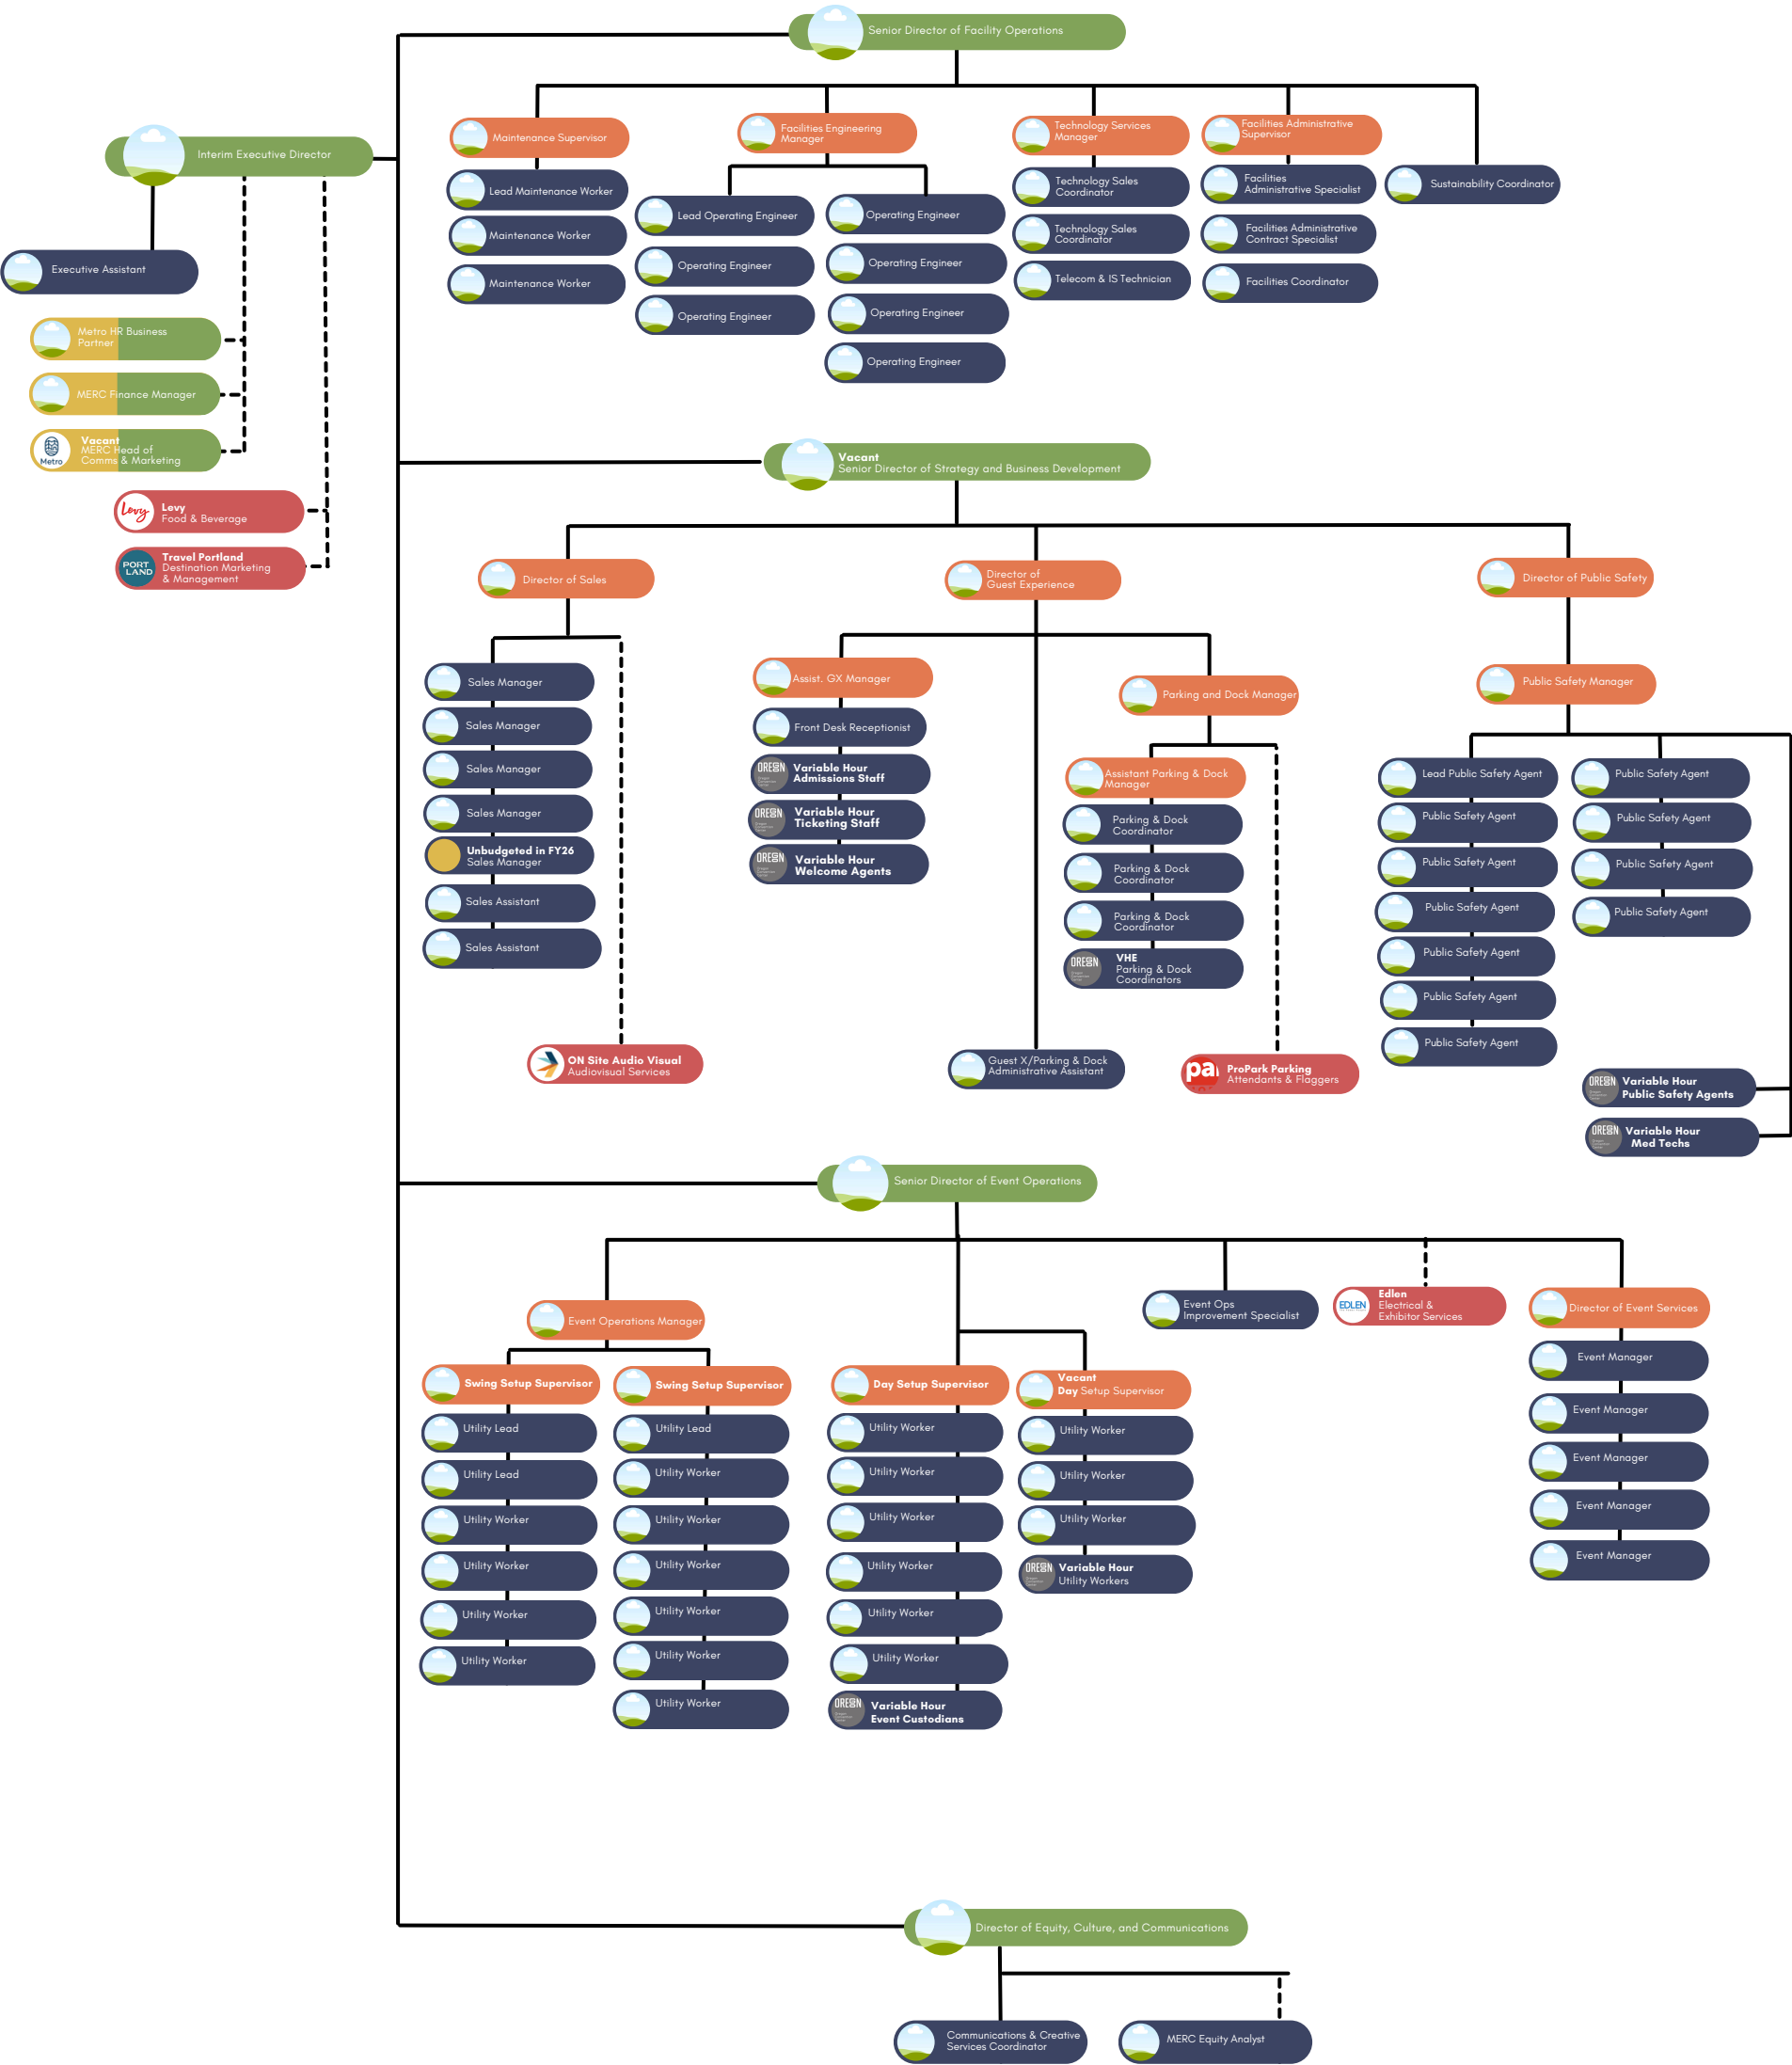 Senior Director of Facility Operations
Interim Executive Director
Executive Assistant
Metro HR Business
Partner
MERC Finance Manager
Metro
Vacant
MERC Head of
Comms & Marketing
Levy
Levy
Food & Beverage
PORT
LAND
Travel Portland
Destination Marketing
& Management
Maintenance Supervisor
Lead Maintenance Worker
Maintenance Worker
Maintenance Worker
Facilities Engineering
Manager
Lead Operating Engineer
Operating Engineer
Operating Engineer
Operating Engineer
Operating Engineer
Operating Engineer
Operating Engineer
Technology Services
Manager
Technology Sales
Coordinator
Technology Sales
Coordinator
Telecom & IS Technician
Facilities Administrative
Supervisor
Facilities
Administrative Specialist
Facilities Administrative
Contract Specialist
Facilities Coordinator
Sustainability Coordinator
Vacant
Senior Director of Strategy and Business Development
Director of Sales
Sales Manager
Sales Manager
Sales Manager
Sales Manager
Unbudgeted in FY26
Sales Manager
Sales Assistant
Sales Assistant
ON Site Audio Visual
Audiovisual Services
Director of
Guest Experience
Assist. GX Manager
Front Desk Receptionist
OREGON
Variable Hour
Admissions Staff
OREGON
Variable Hour
Ticketing Staff
OREGON
Variable Hour
Welcome Agents
Guest X/Parking & Dock
Administrative Assistant
Parking and Dock Manager
Assistant Parking & Dock
Manager
Parking & Dock
Coordinator
Parking & Dock
Coordinator
Parking & Dock
Coordinator
OREGON
VHE
Parking & Dock
Coordinators
pa
ProPark Parking
Attendants & Flaggers
Director of Public Safety
Public Safety Manager
Lead Public Safety Agent
Public Safety Agent
Public Safety Agent
Public Safety Agent
Public Safety Agent
Public Safety Agent
Public Safety Agent
Public Safety Agent
Public Safety Agent
Public Safety Agent
Public Safety Agent
OREGON
Variable Hour
Public Safety Agents
OREGON
Variable Hour
Med Techs
Senior Director of Event Operations
Event Operations Manager
Swing Setup Supervisor
Utility Lead
Utility Lead
Utility Worker
Utility Worker
Utility Worker
Utility Worker
Swing Setup Supervisor
Utility Lead
Utility Worker
Utility Worker
Utility Worker
Utility Worker
Utility Worker
Utility Worker
Day Setup Supervisor
Utility Worker
Utility Worker
Utility Worker
Utility Worker
Utility Worker
Utility Worker
OREGON
Variable Hour
Event Custodians
Vacant
Day Setup Supervisor
Utility Worker
Utility Worker
Utility Worker
OREGON
Variable Hour
Utility Workers
Event Ops
Improvement Specialist
EDLEN
Edlen
Electrical &
Exhibitor Services
Director of Event Services
Event Manager
Event Manager
Event Manager
Event Manager
Event Manager
Director of Equity, Culture, and Communications
Communications & Creative
Services Coordinator
MERC Equity Analyst